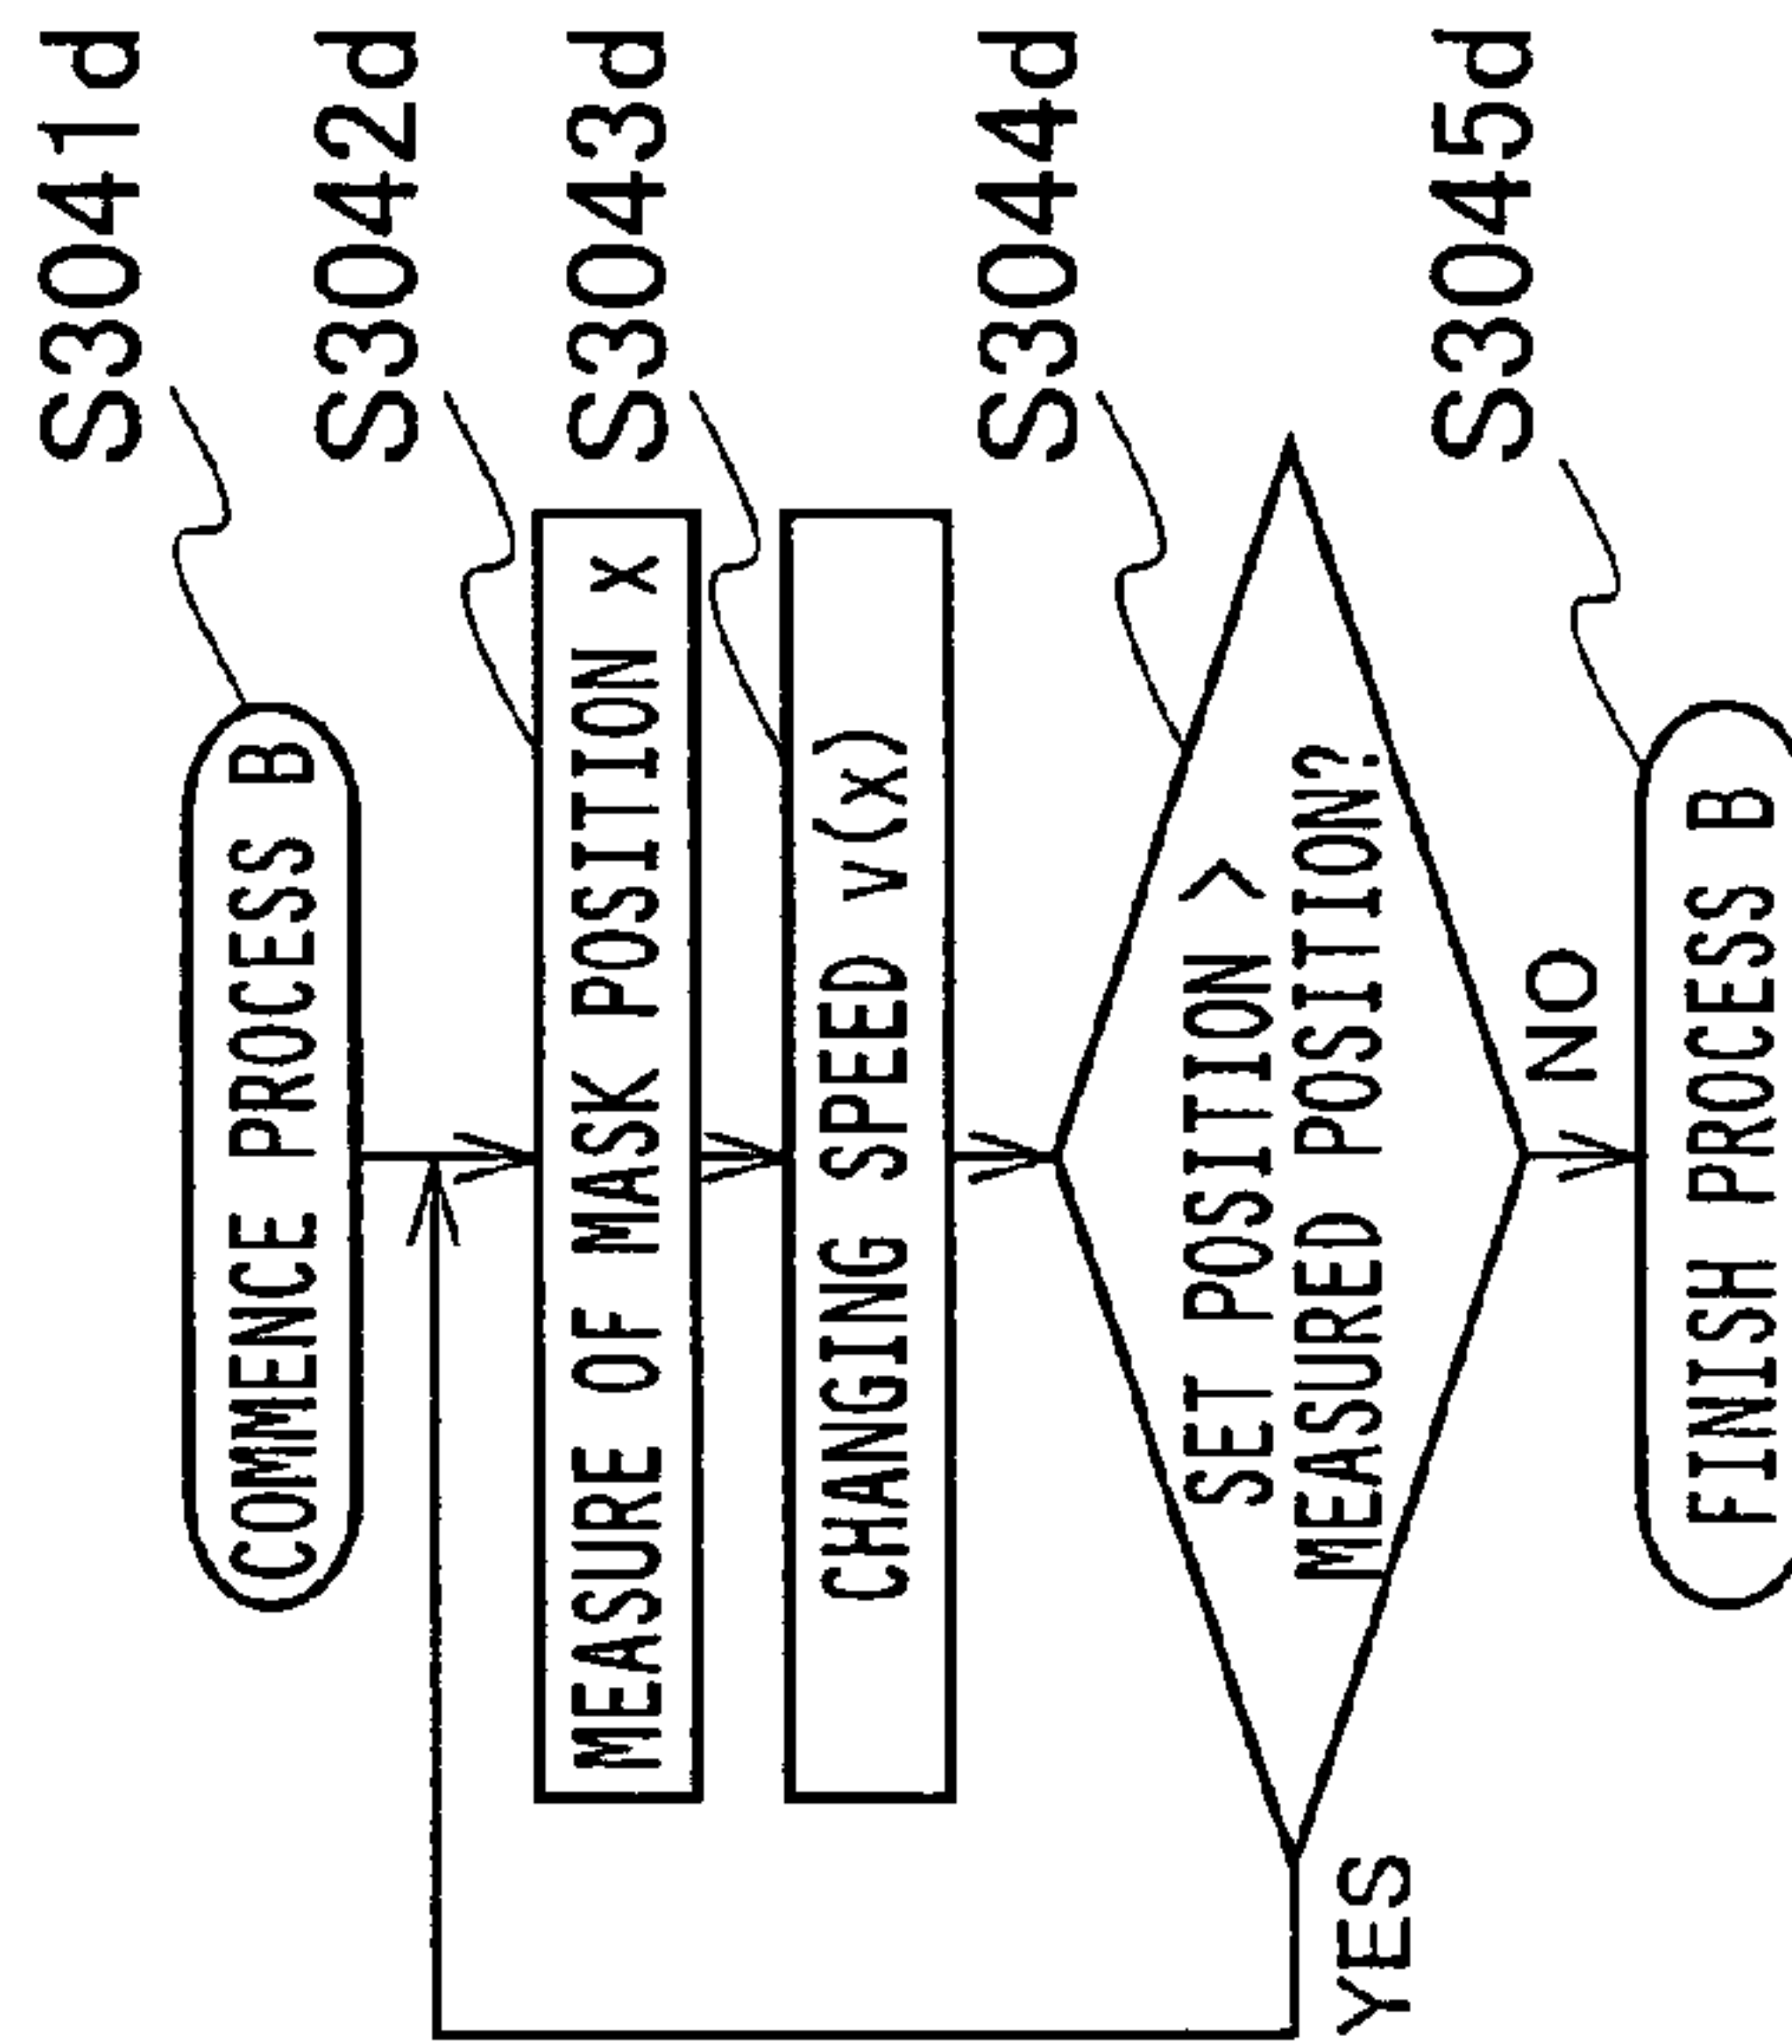 COMMENCE PROCESS B
S3041d
MEASURE OF MASK POSITION x
S3042d
CHANGING SPEED v(x)
S3043d
SET POSITION >
MEASURED POSITION?
S3044d
YES
NO
FINISH PROCESS B
S3045d